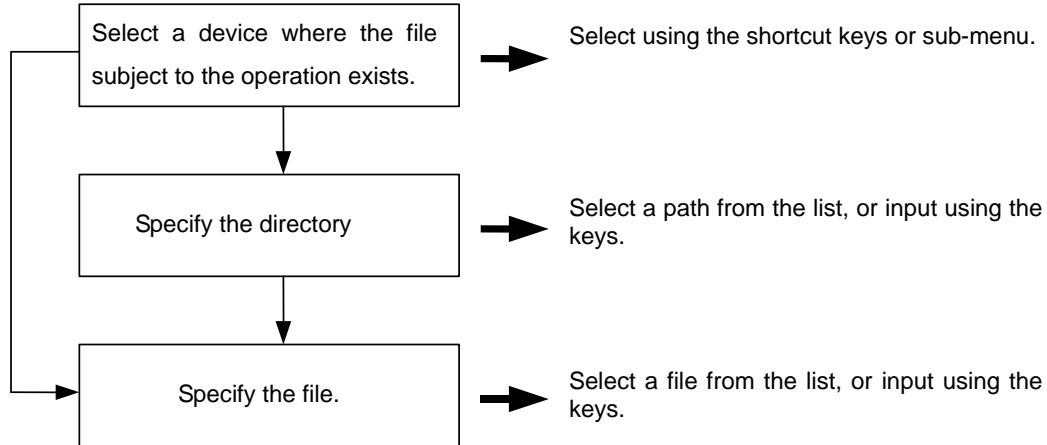 Select a device where the file
subject to the operation exists.
Select using the shortcut keys or sub-menu.
Specify the directory
Select a path from the list, or input using the
keys.
Specify the file.
Select a file from the list, or input using the
keys.